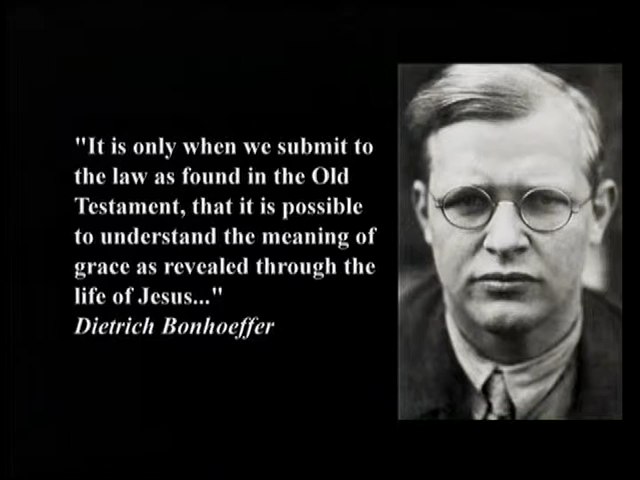 "It is only when we submit to
the law as found in the Old
Testament, that it is possible
to understand the meaning of
grace as revealed through the
life of Jesus..."
Dietrich Bonhoeffer